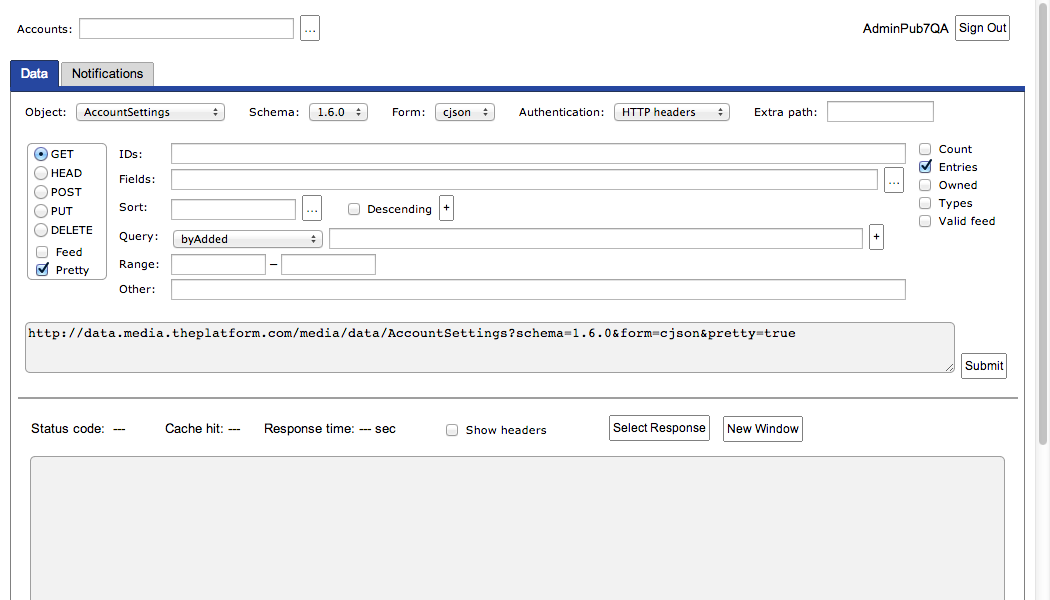 Accounts: ... AdminPub7QA Sign Out
Data Notifications
Object: AccountSettings Schema: 1.6.0 Form: cjson Authentication: HTTP headers Extra path:
GET IDs: Count
HEAD Fields: ... Entries
POST Owned
PUT Sort: ... Descending + Types
DELETE Query: byAdded + Valid feed
Feed
Pretty Range: –
Other:
http://data.media.theplatform.com/media/data/AccountSettings?schema=1.6.0&form=cjson&pretty=true
Submit
Status code: --- Cache hit: --- Response time: --- sec Show headers Select Response New Window